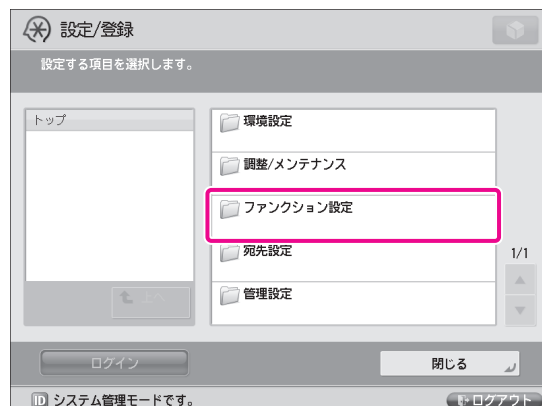 設定/登録
設定する項目を選択します。
トップ
環境設定
調整/メンテナンス
ファンクション設定
宛先設定
1/1
管理設定
上へ
ログイン
閉じる
ID システム管理モードです。
ログアウト